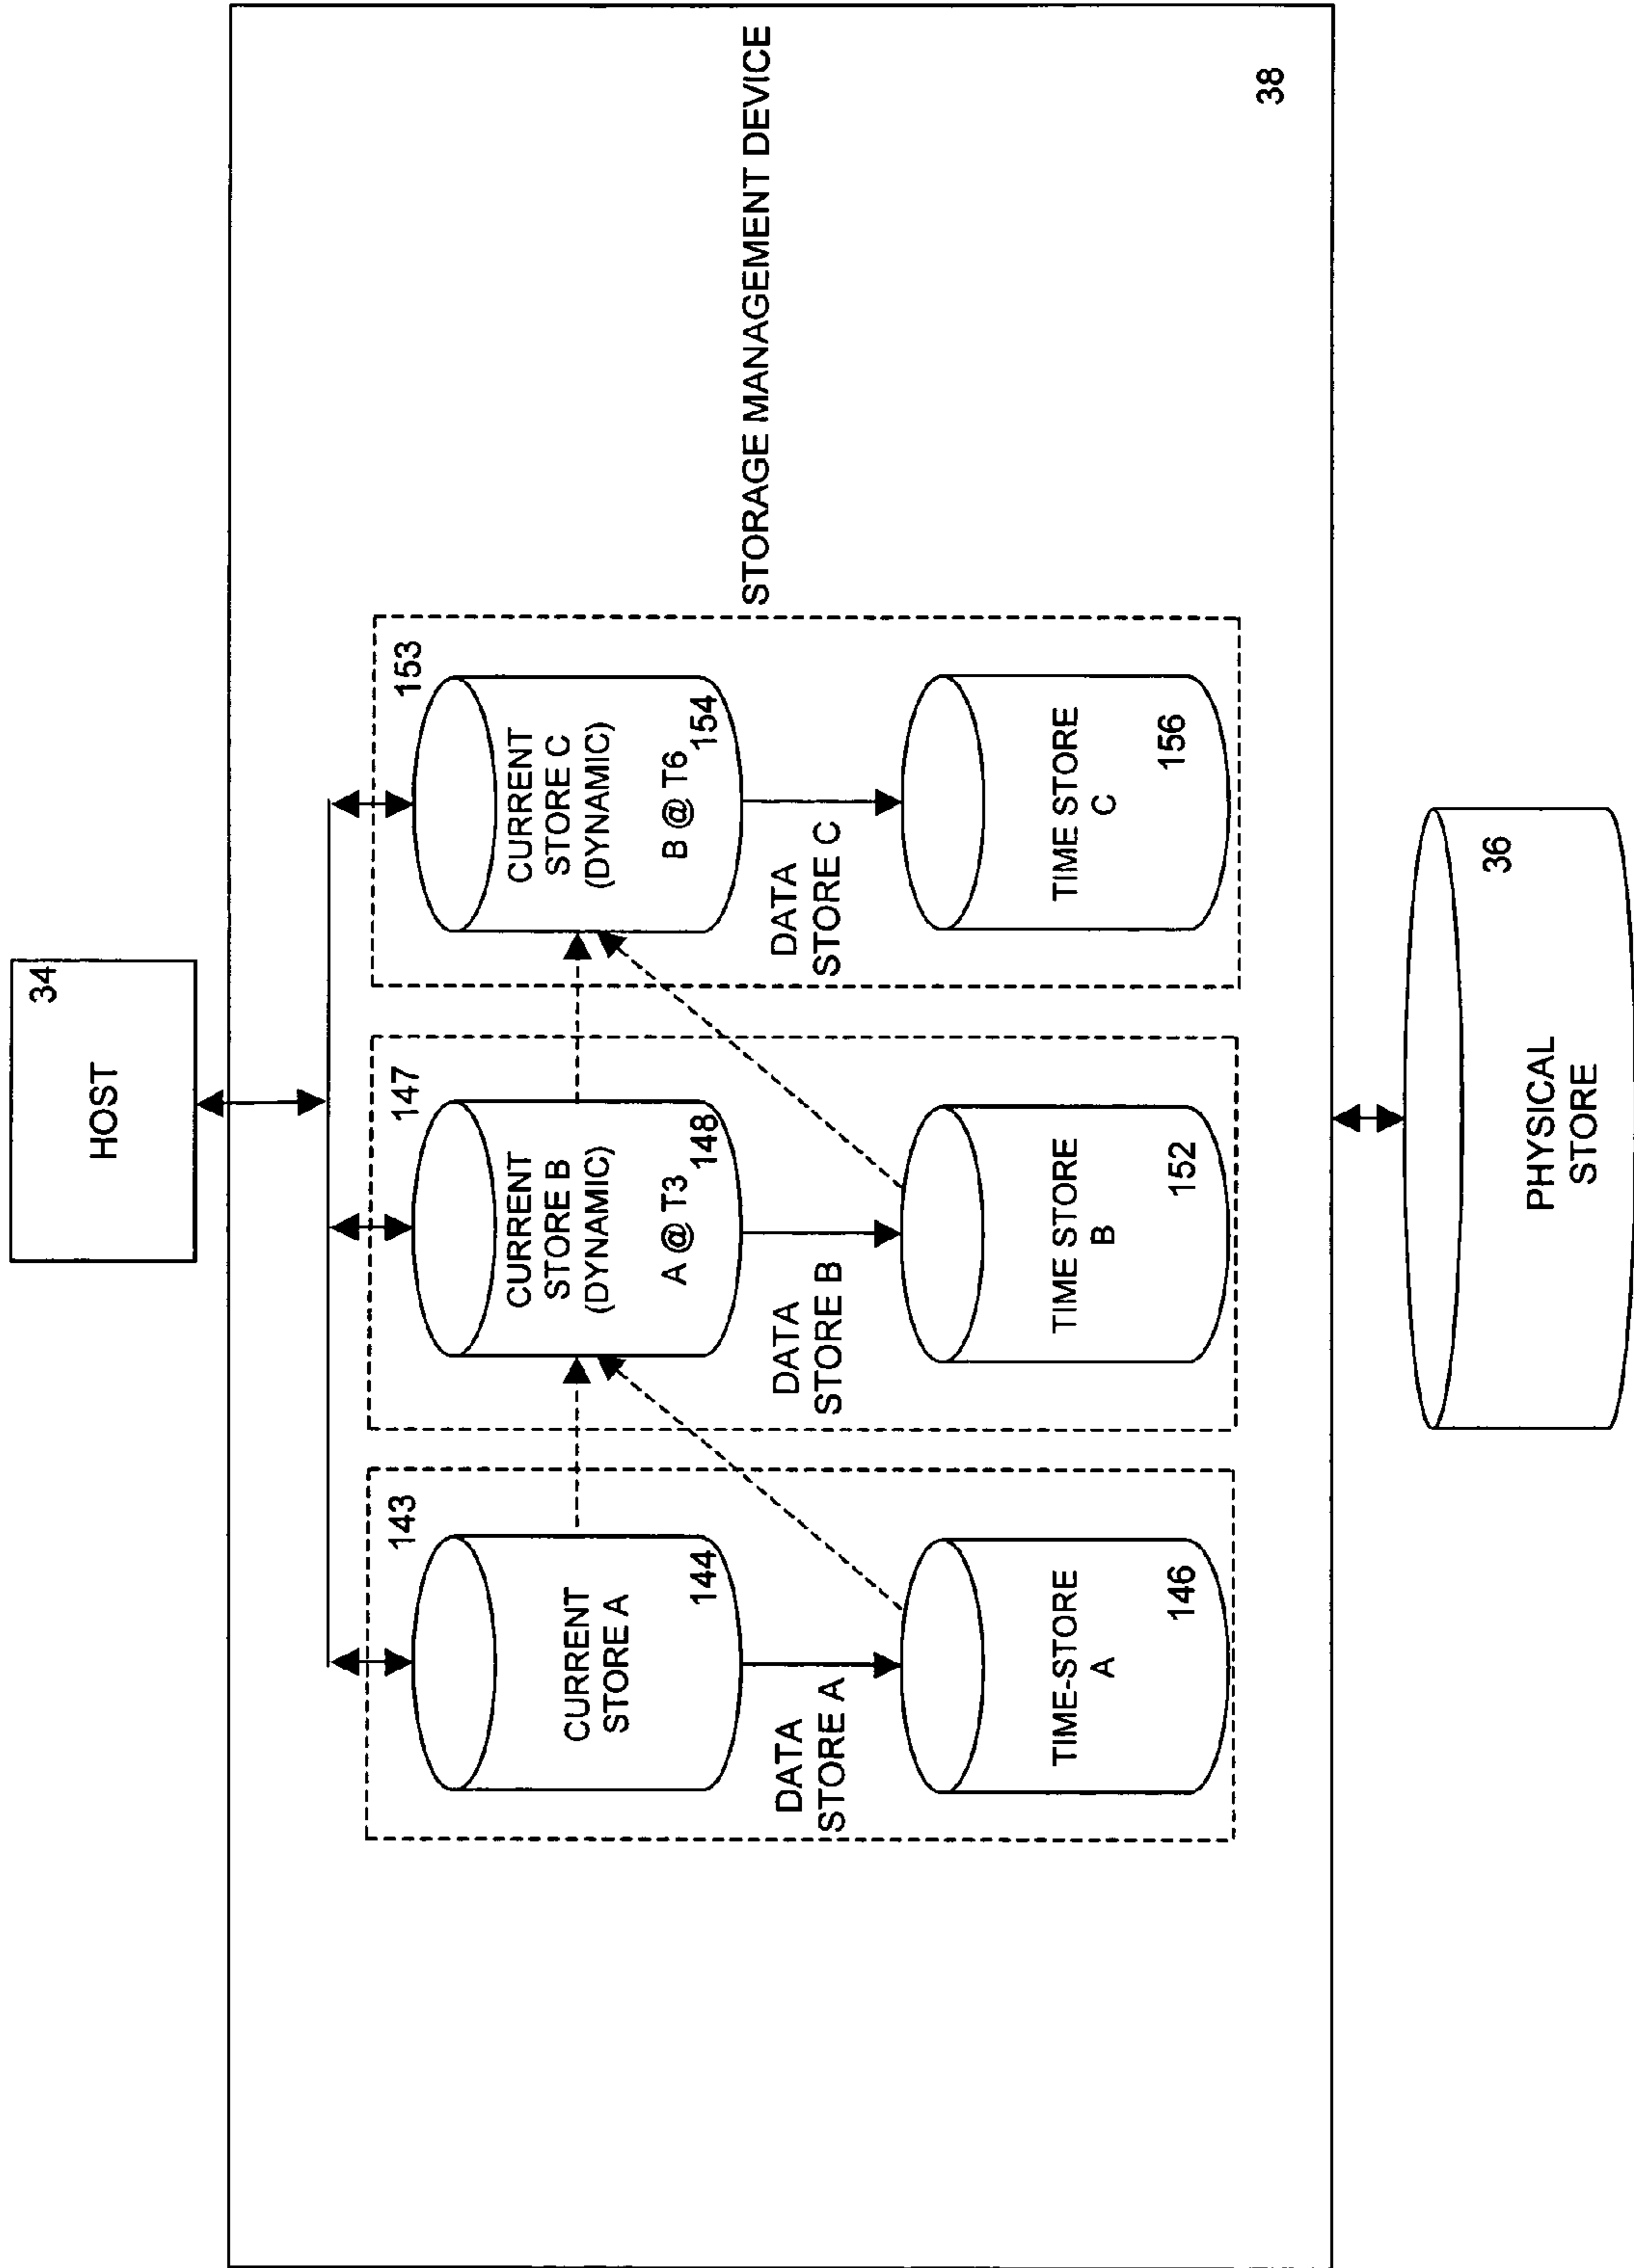 HOST
34
STORAGE MANAGEMENT DEVICE
38
143
CURRENT
STORE A
144
DATA
STORE A
TIME-STORE
A
146
147
CURRENT
STORE B
(DYNAMIC)
A @ T3
148
DATA
STORE B
TIME STORE
B
152
153
CURRENT
STORE C
(DYNAMIC)
B @ T6
154
DATA
STORE C
TIME STORE
C
156
PHYSICAL
STORE
36